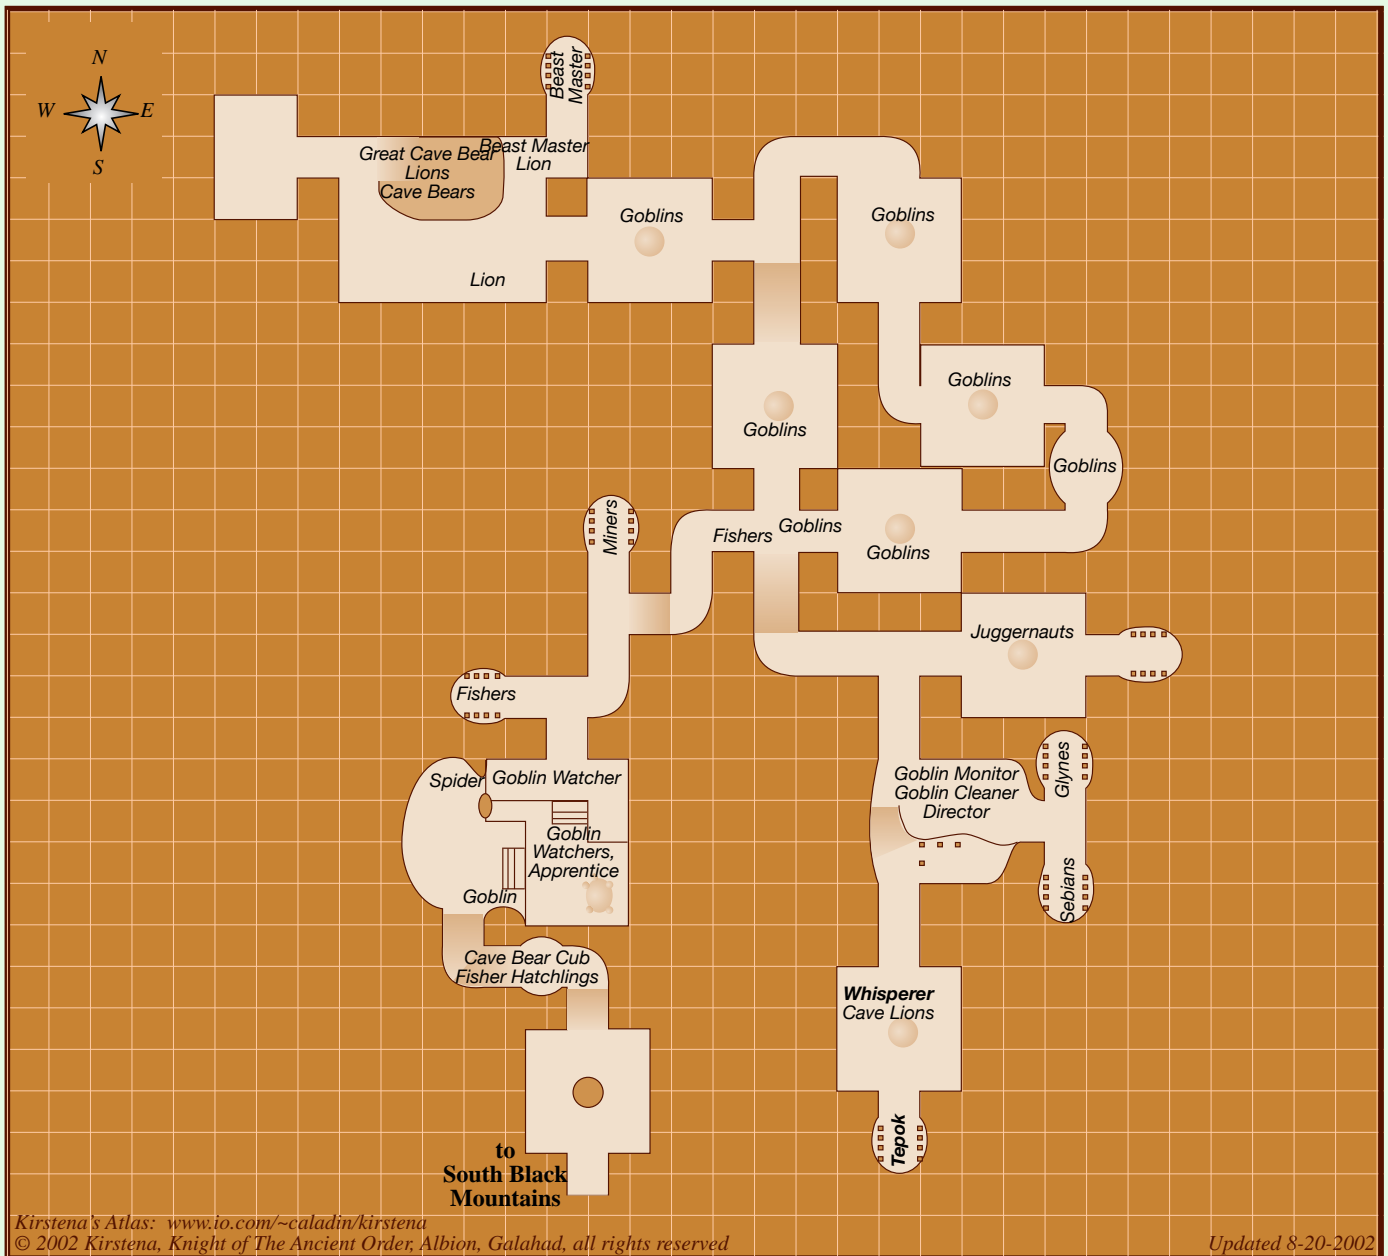 N
W
E
S
Beast
Master
Great Cave Bear
Lions
Cave Bears
Beast Master
Lion
Lion
Goblins
Goblins
Goblins
Goblins
Goblins
Miners
Fishers
Goblins
Goblins
Juggernauts
Fishers
Spider
Goblin Watcher
Goblin
Watchers,
Apprentice
Goblin
Goblin Monitor
Goblin Cleaner
Director
Glynes
Sebians
Cave Bear Cub
Fisher Hatchlings
Whisperer
Cave Lions
Tepok
to
South Black
Mountains
Kirstena's Atlas: www.io.com/~caladin/kirstena
© 2002 Kirstena, Knight of The Ancient Order, Albion, Galahad, all rights reserved
Updated 8-20-2002